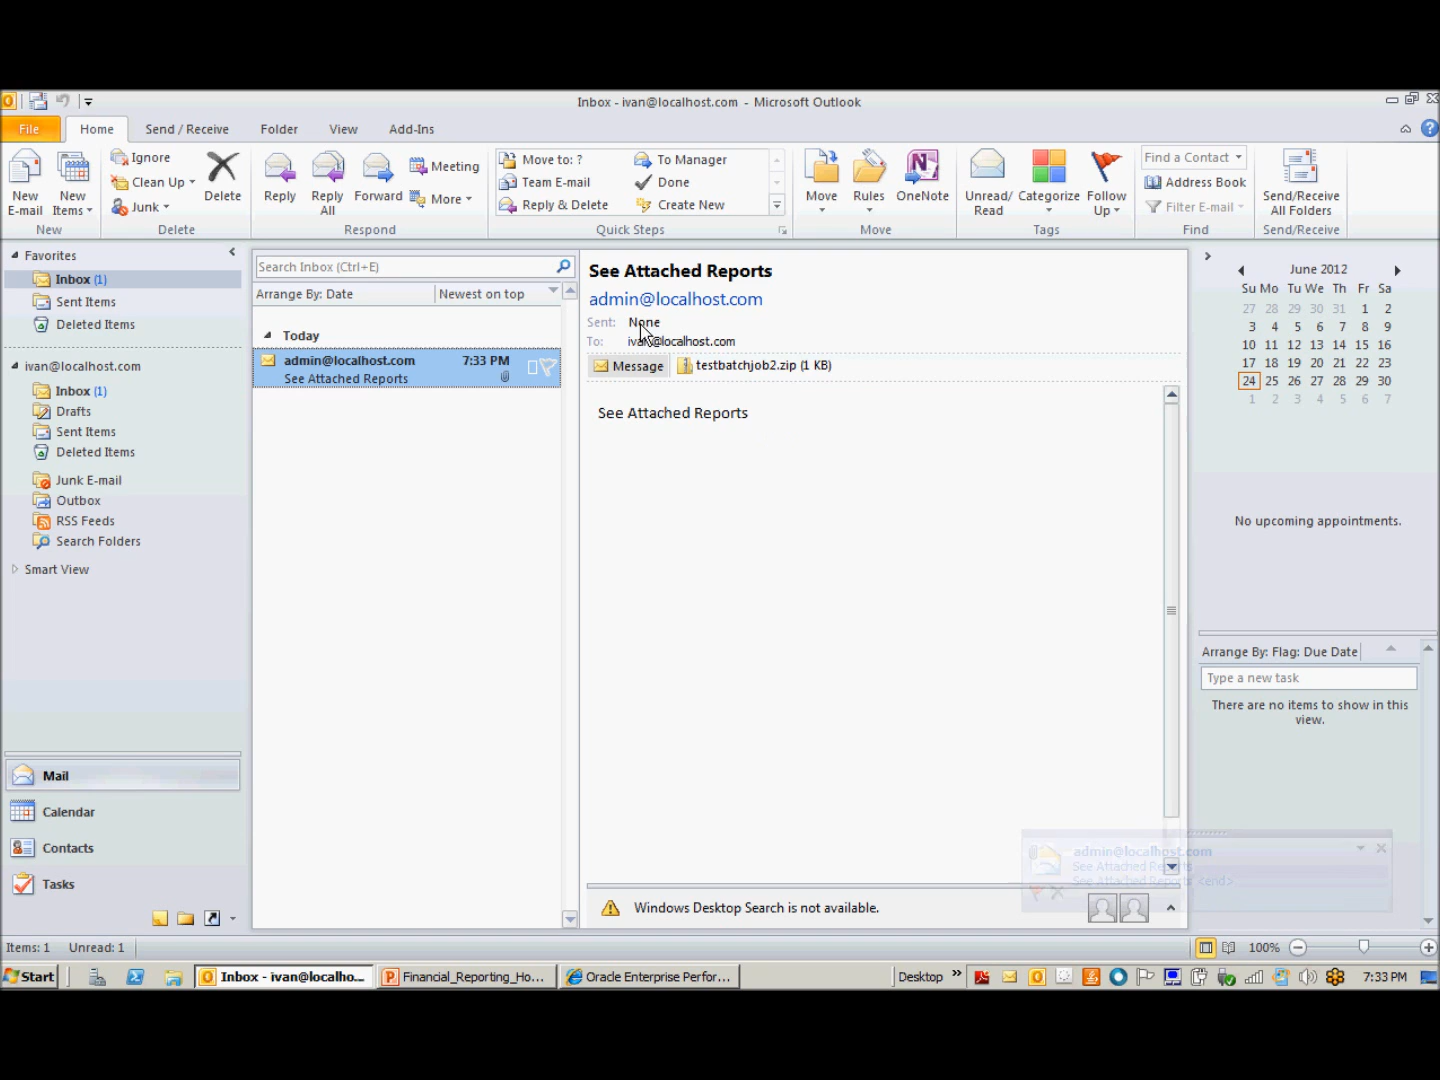 Inbox - ivan@localhost.com - Microsoft Outlook
File Home Send / Receive Folder View Add-Ins
New E-mail
New Items
New
Ignore
Clean Up
Junk
Delete
Delete
Reply
Reply All
Forward
Meeting
More
Respond
Move to: ?
Team E-mail
Reply & Delete
To Manager
Done
Create New
Quick Steps
Move
Rules
OneNote
Move
Unread/ Read
Categorize
Follow Up
Tags
Find a Contact
Address Book
Filter E-mail
Find
Send/Receive All Folders
Send/Receive
Favorites
Inbox (1)
Sent Items
Deleted Items
ivan@localhost.com
Inbox (1)
Drafts
Sent Items
Deleted Items
Junk E-mail
Outbox
RSS Feeds
Search Folders
Smart View
Mail
Calendar
Contacts
Tasks
Search Inbox (Ctrl+E)
Arrange By: Date Newest on top
Today
admin@localhost.com 7:33 PM
See Attached Reports
See Attached Reports
admin@localhost.com
Sent: None
To: ivan@localhost.com
Message testbatchjob2.zip (1 KB)
See Attached Reports
Windows Desktop Search is not available.
June 2012
Su Mo Tu We Th Fr Sa
27 28 29 30 31 1 2
3 4 5 6 7 8 9
10 11 12 13 14 15 16
17 18 19 20 21 22 23
24 25 26 27 28 29 30
1 2 3 4 5 6 7
No upcoming appointments.
Arrange By: Flag: Due Date
Type a new task
There are no items to show in this
view.
admin@localhost.com
See Attached Reports
See Attached Reports <end>
Items: 1 Unread: 1
100%
Start Inbox - ivan@localho... Financial_Reporting_Ho... Oracle Enterprise Perfor... Desktop 7:33 PM